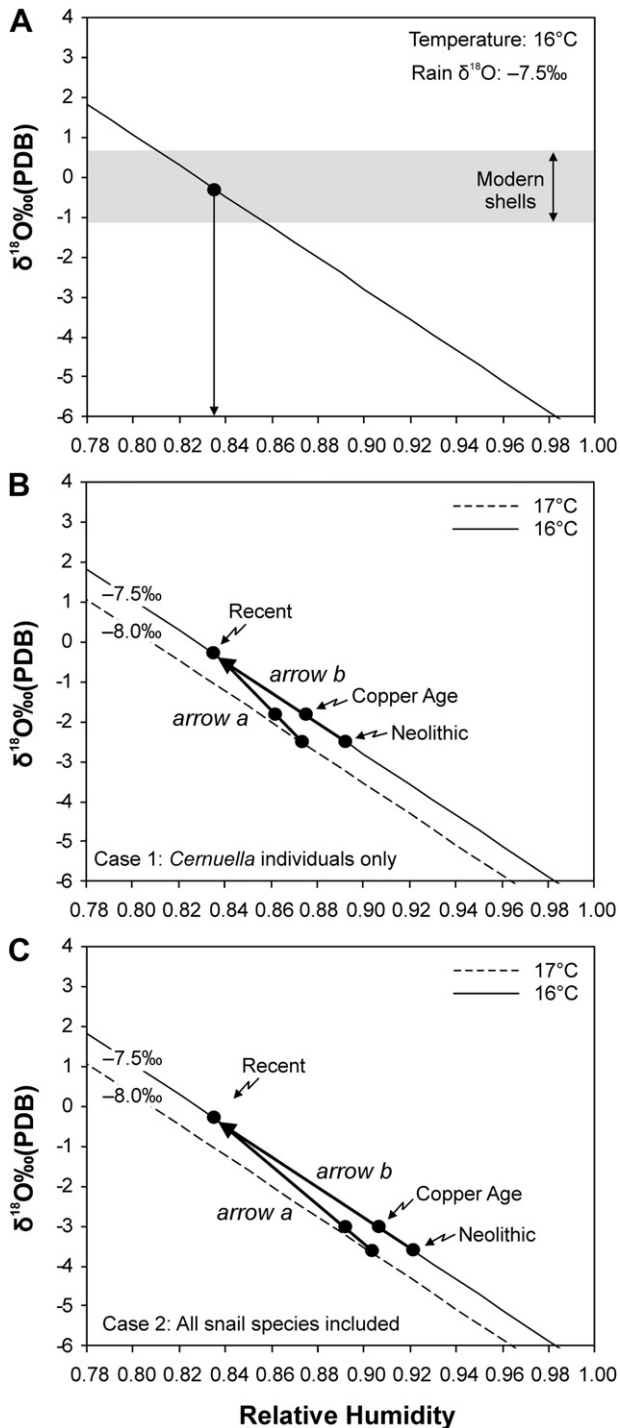 A
Temperature: 16°C
Rain δ¹⁸O: –7.5‰
Modern
shells
δ¹⁸O‰(PDB)
4
3
2
1
0
-1
-2
-3
-4
-5
-6
0.78 0.80 0.82 0.84 0.86 0.88 0.90 0.92 0.94 0.96 0.98 1.00
B
17°C
16°C
–7.5‰
–8.0‰
Recent
arrow b
arrow a
Copper Age
Neolithic
Case 1: Cernuella individuals only
δ¹⁸O‰(PDB)
4
3
2
1
0
-1
-2
-3
-4
-5
-6
0.78 0.80 0.82 0.84 0.86 0.88 0.90 0.92 0.94 0.96 0.98 1.00
C
17°C
16°C
–7.5‰
–8.0‰
Recent
arrow b
arrow a
Copper Age
Neolithic
Case 2: All snail species included
δ¹⁸O‰(PDB)
4
3
2
1
0
-1
-2
-3
-4
-5
-6
0.78 0.80 0.82 0.84 0.86 0.88 0.90 0.92 0.94 0.96 0.98 1.00
Relative Humidity